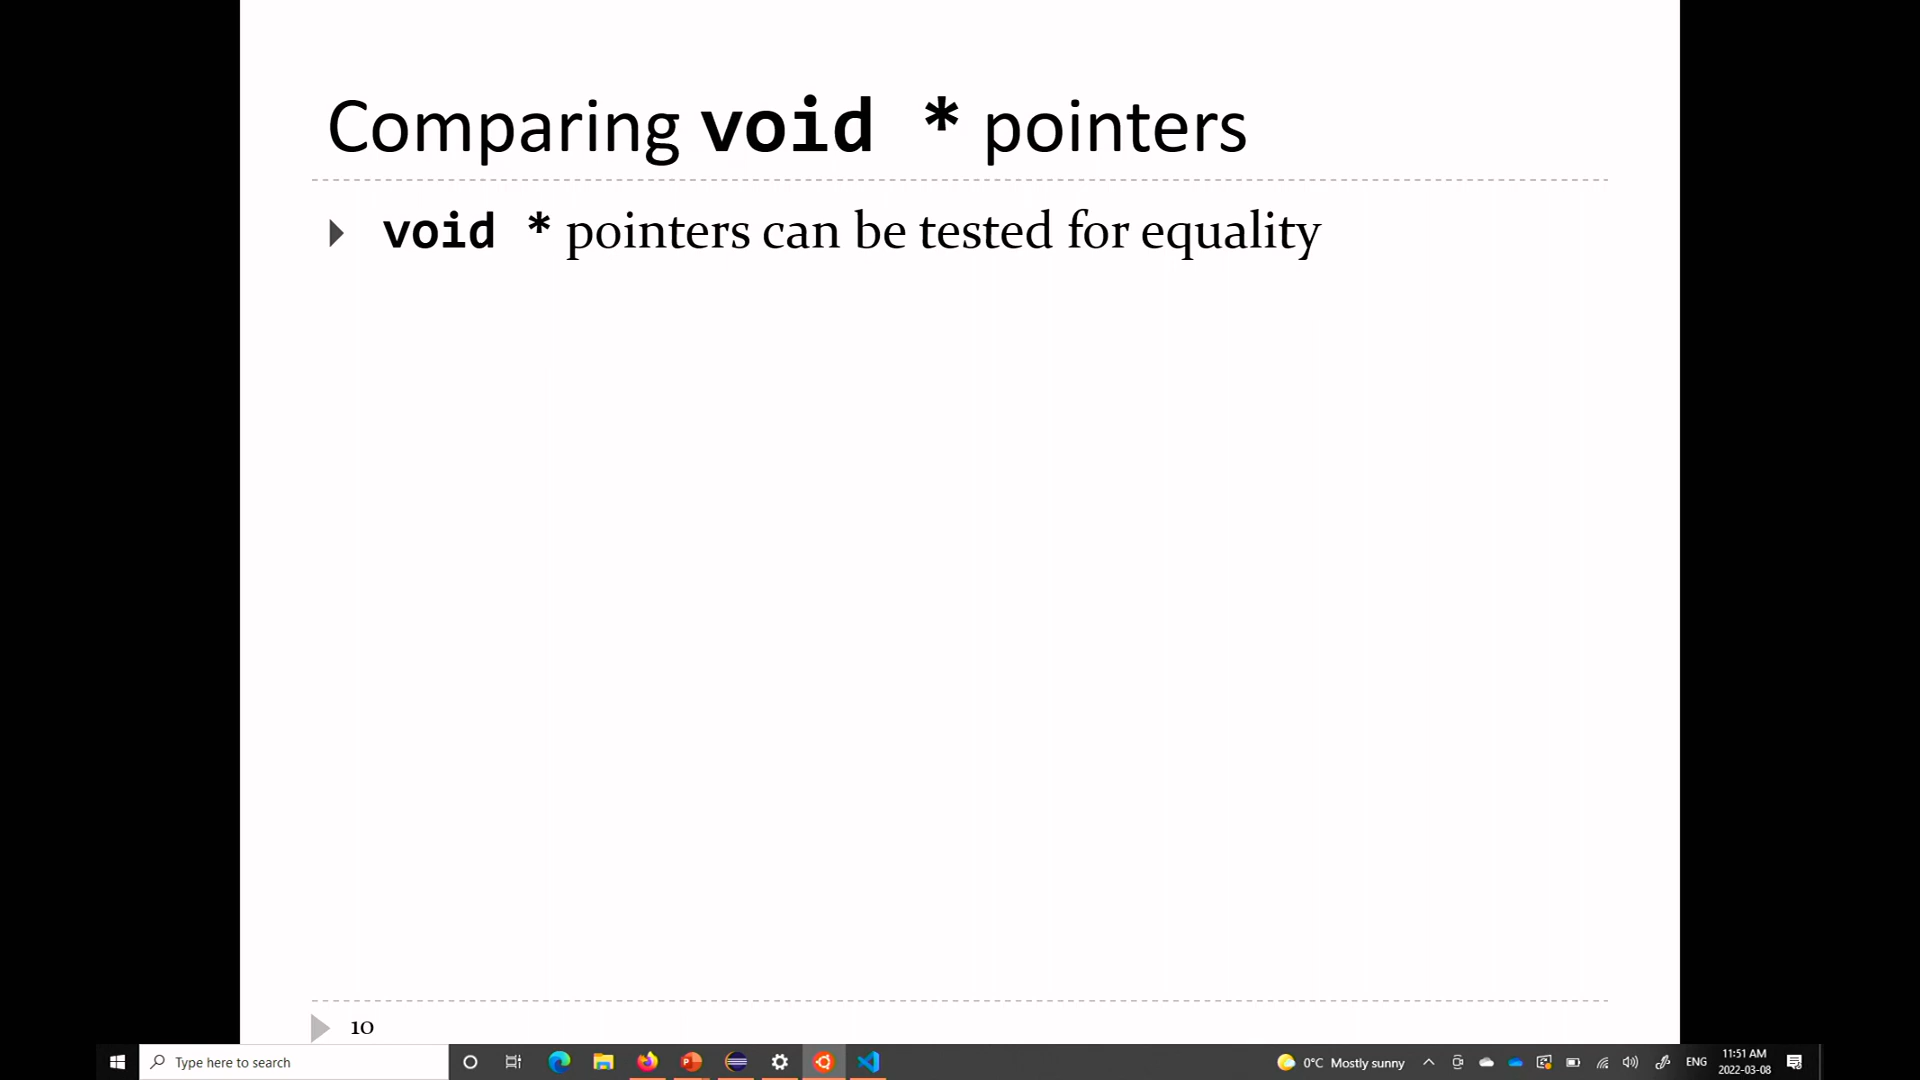 Comparing void * pointers
void * pointers can be tested for equality
10
Type here to search
0°C Mostly sunny
ENG
11:51 AM
2022-03-08